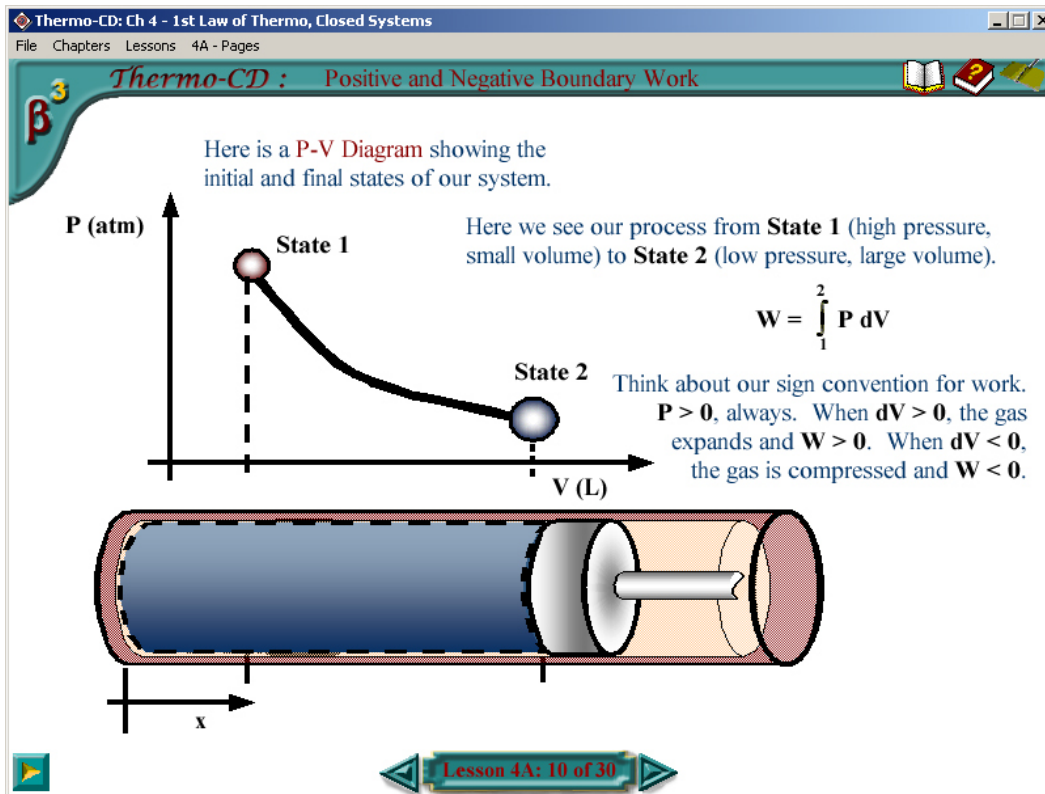 Thermo-CD: Ch 4 - 1st Law of Thermo, Closed Systems
File Chapters Lessons 4A - Pages
β3
Thermo-CD : Positive and Negative Boundary Work
?
Here is a P-V Diagram showing the
initial and final states of our system.
P (atm)
State 1
Here we see our process from State 1 (high pressure,
small volume) to State 2 (low pressure, large volume).
W = ∫₁² P dV
State 2
Think about our sign convention for work.
P > 0, always. When dV > 0, the gas
expands and W > 0. When dV < 0,
the gas is compressed and W < 0.
V (L)
x
Lesson 4A: 10 of 30